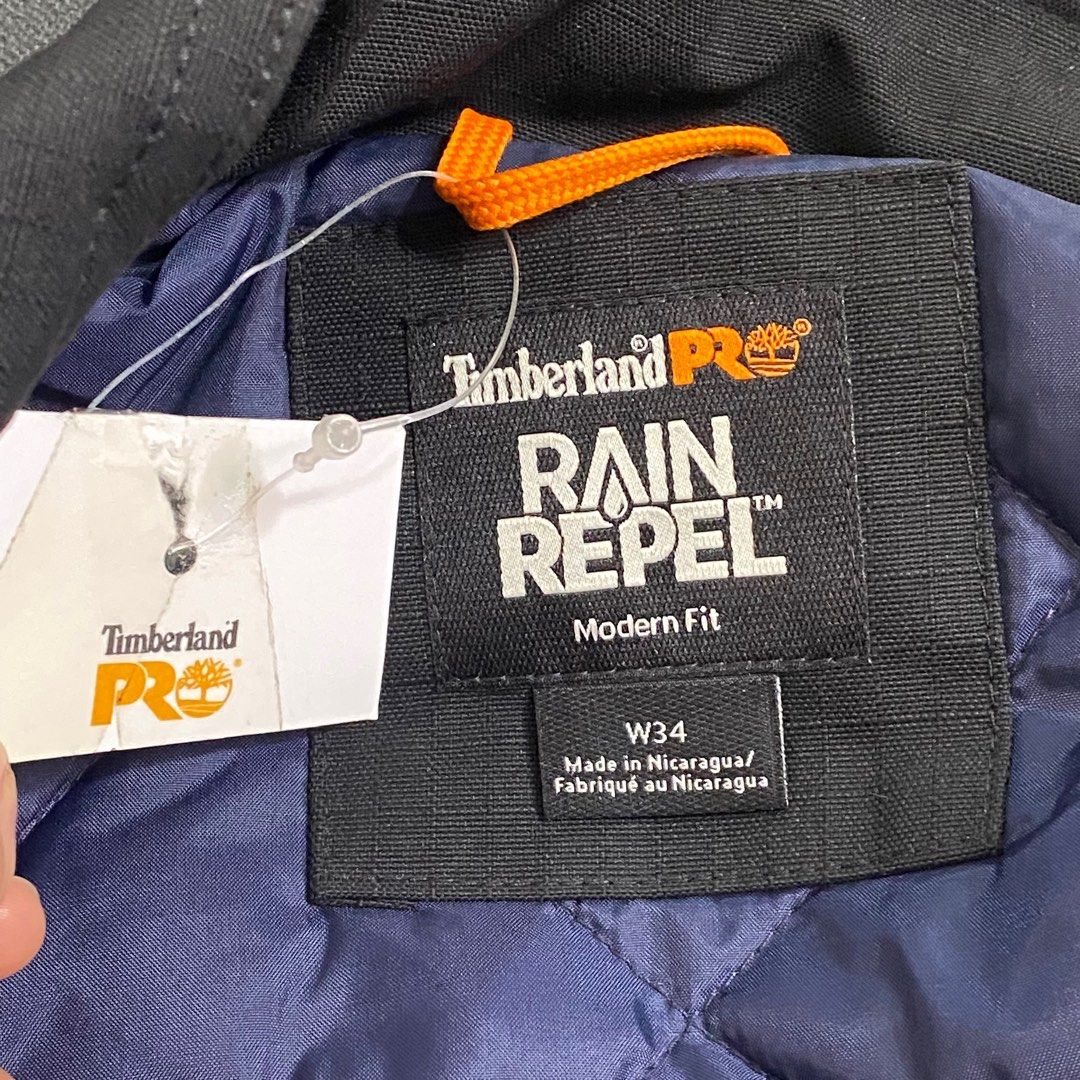 Timberland® PRO®
RAIN
REPEL™
Modern Fit
W34
Made in Nicaragua/
Fabriqué au Nicaragua
Timberland
PRO®